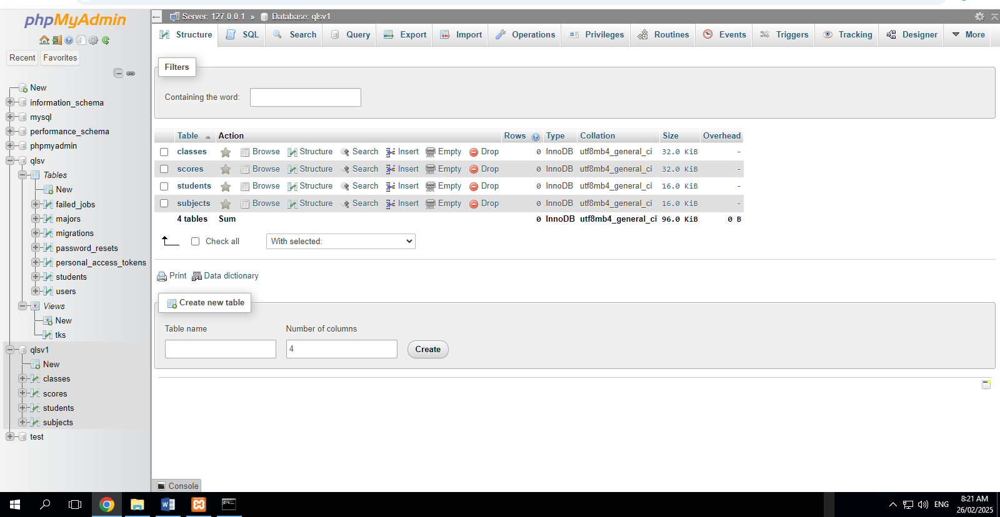 phpMyAdmin
Recent Favorites
New
information_schema
mysql
performance_schema
phpmyadmin
qlsv
Tables
New
failed_jobs
majors
migrations
password_resets
personal_access_tokens
students
users
Views
New
tks
qlsv1
New
classes
scores
students
subjects
test
Server: 127.0.0.1 » Database: qlsv1
Structure SQL Search Query Export Import Operations Privileges Routines Events Triggers Tracking Designer More
Filters
Containing the word:
Table Action Rows Type Collation Size Overhead
classes Browse Structure Search Insert Empty Drop 0 InnoDB utf8mb4_general_ci 32.0 KiB -
scores Browse Structure Search Insert Empty Drop 0 InnoDB utf8mb4_general_ci 32.0 KiB -
students Browse Structure Search Insert Empty Drop 0 InnoDB utf8mb4_general_ci 16.0 KiB -
subjects Browse Structure Search Insert Empty Drop 0 InnoDB utf8mb4_general_ci 16.0 KiB -
4 tables Sum 0 InnoDB utf8mb4_general_ci 96.0 KiB 0 B
Check all With selected:
Print Data dictionary
Create new table
Table name Number of columns
4 Create
Console
ENG
8:21 AM
26/02/2025